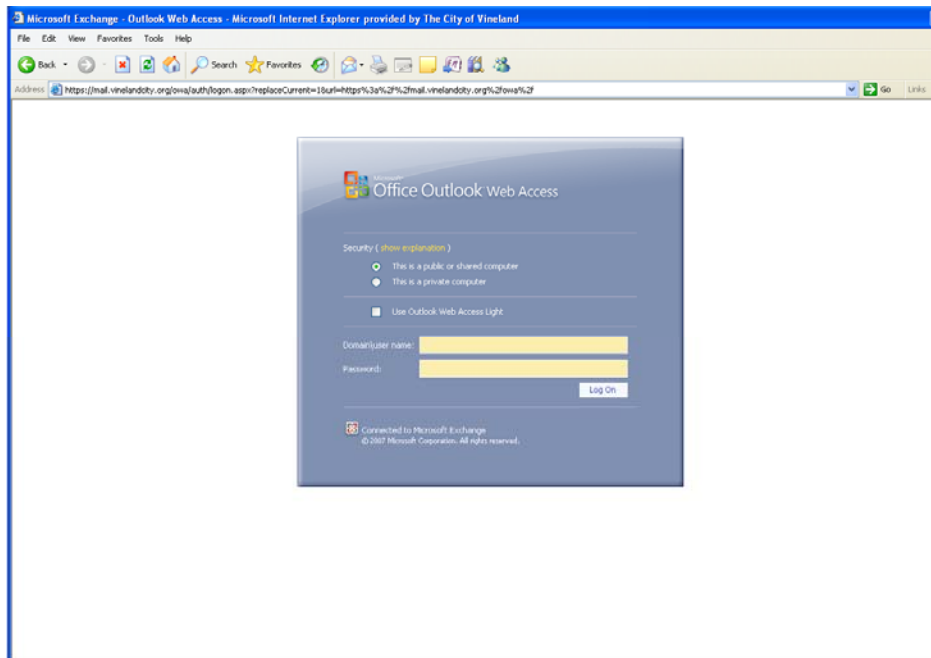 Microsoft Exchange - Outlook Web Access - Microsoft Internet Explorer provided by The City of Vineland
File Edit View Favorites Tools Help
Back Search Favorites
Address https://mail.vinelandcity.org/owa/auth/logon.aspx?replaceCurrent=1&url=https%3a%2f%2fmail.vinelandcity.org%2fowa%2f Go Links
Microsoft
Office Outlook Web Access
Security ( show explanation )
This is a public or shared computer
This is a private computer
Use Outlook Web Access Light
Domain\user name:
Password:
Log On
Connected to Microsoft Exchange
© 2007 Microsoft Corporation. All rights reserved.